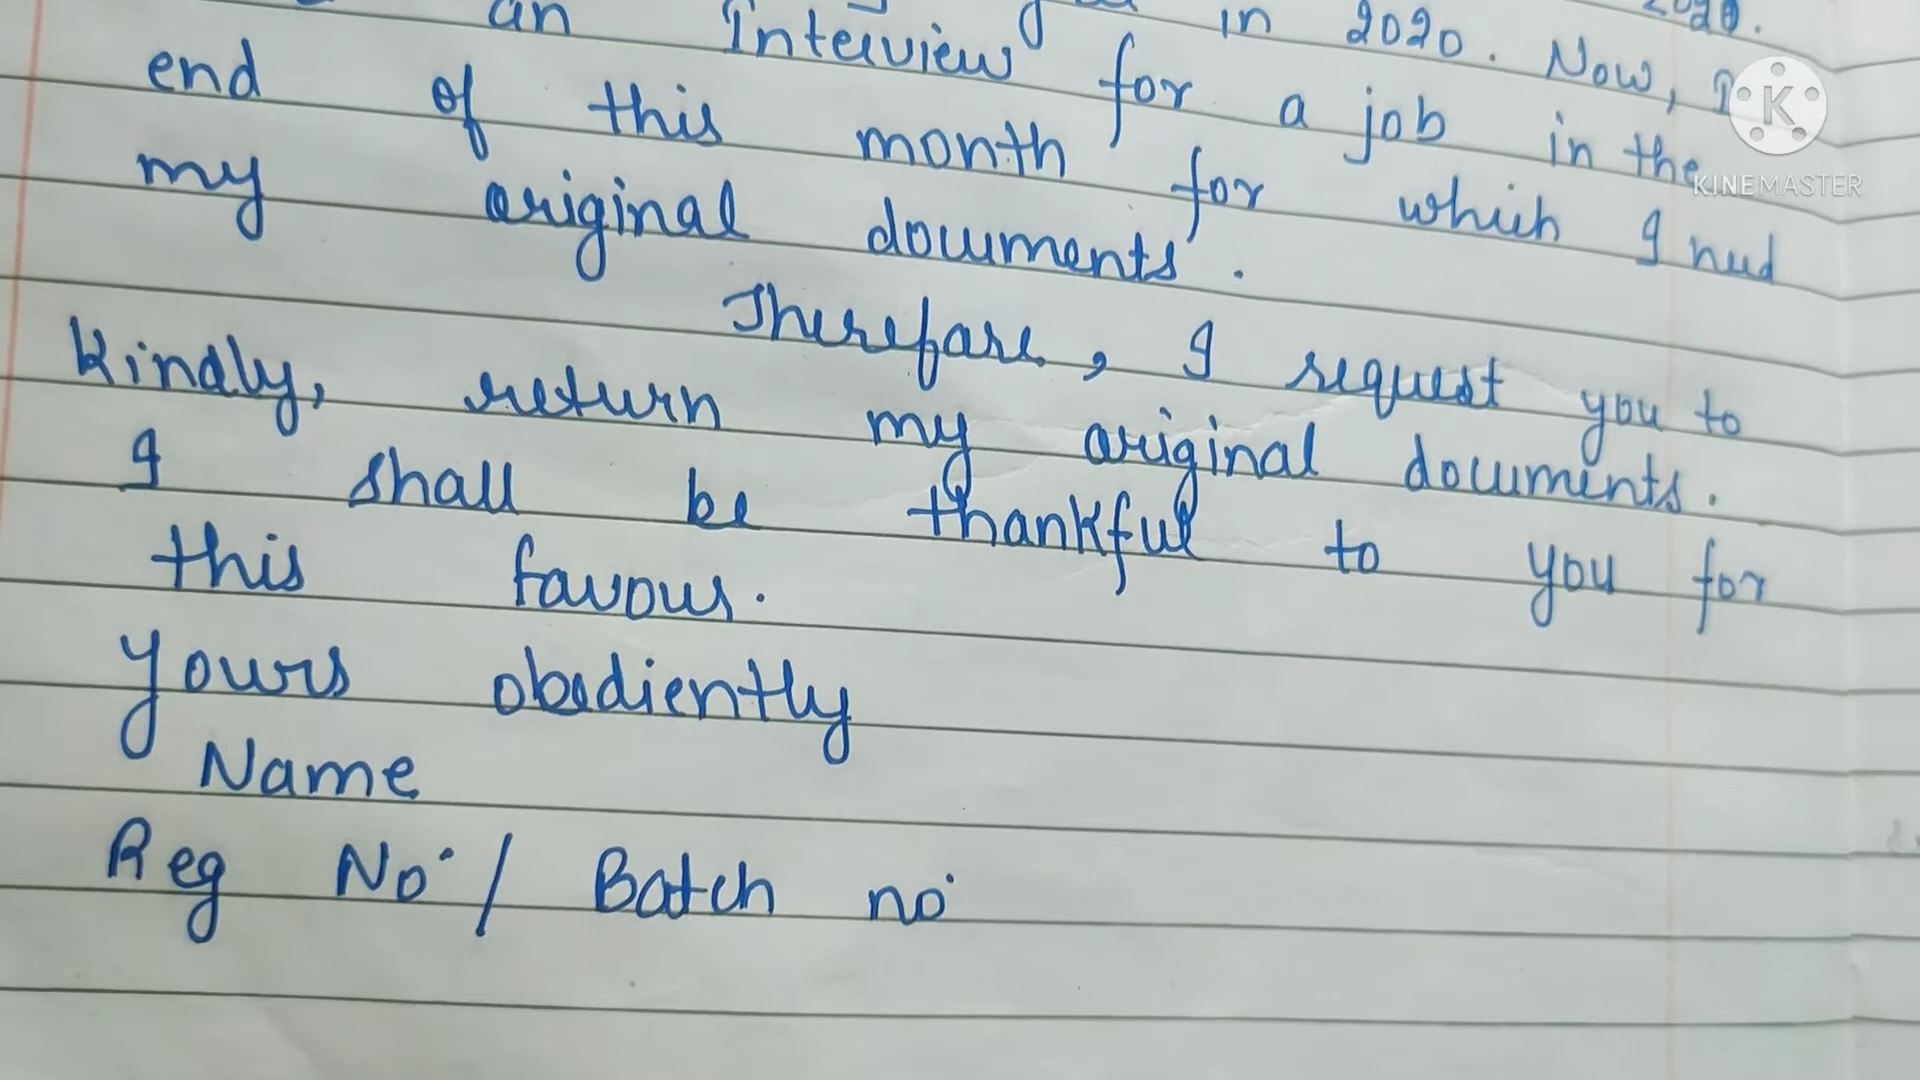 2020.
in 2020. Now, I
an Interview for a job in the
end of this month for which I need
my original documents.
Therefore, I request you to
Kindly, return my original documents.
I shall be thankful to you for
this favour.
Yours obediently
Name
Reg No. / Batch no.
K
KINEMASTER